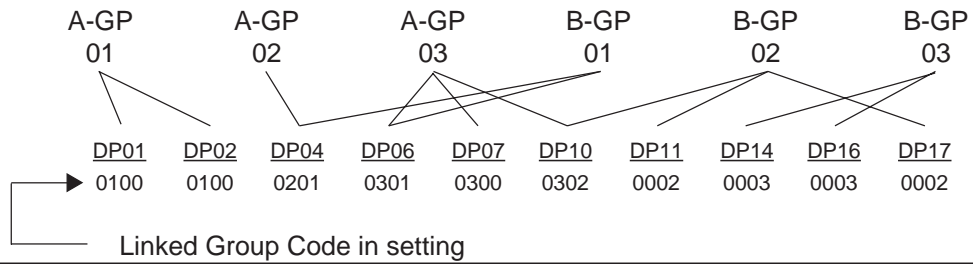 A-GP A-GP A-GP B-GP B-GP B-GP
01 02 03 01 02 03
DP01 DP02 DP04 DP06 DP07 DP10 DP11 DP14 DP16 DP17
0100 0100 0201 0301 0300 0302 0002 0003 0003 0002
Linked Group Code in setting